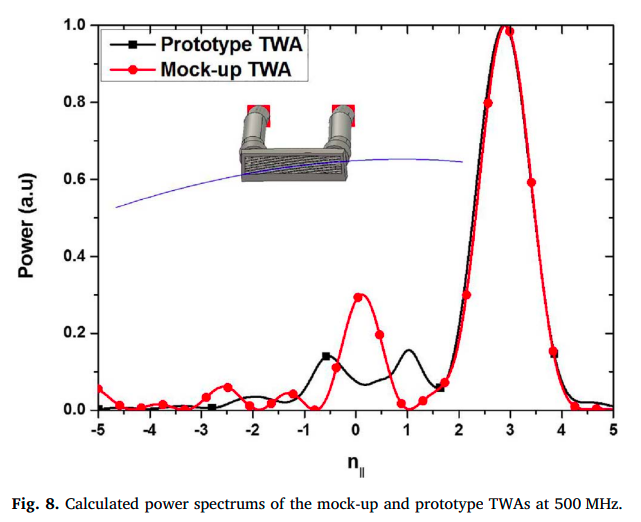 1.0
0.8
0.6
0.4
0.2
0.0
Power (a.u)
Prototype TWA
Mock-up TWA
-5 -4 -3 -2 -1 0 1 2 3 4 5
n||
Fig. 8. Calculated power spectrums of the mock-up and prototype TWAs at 500 MHz.